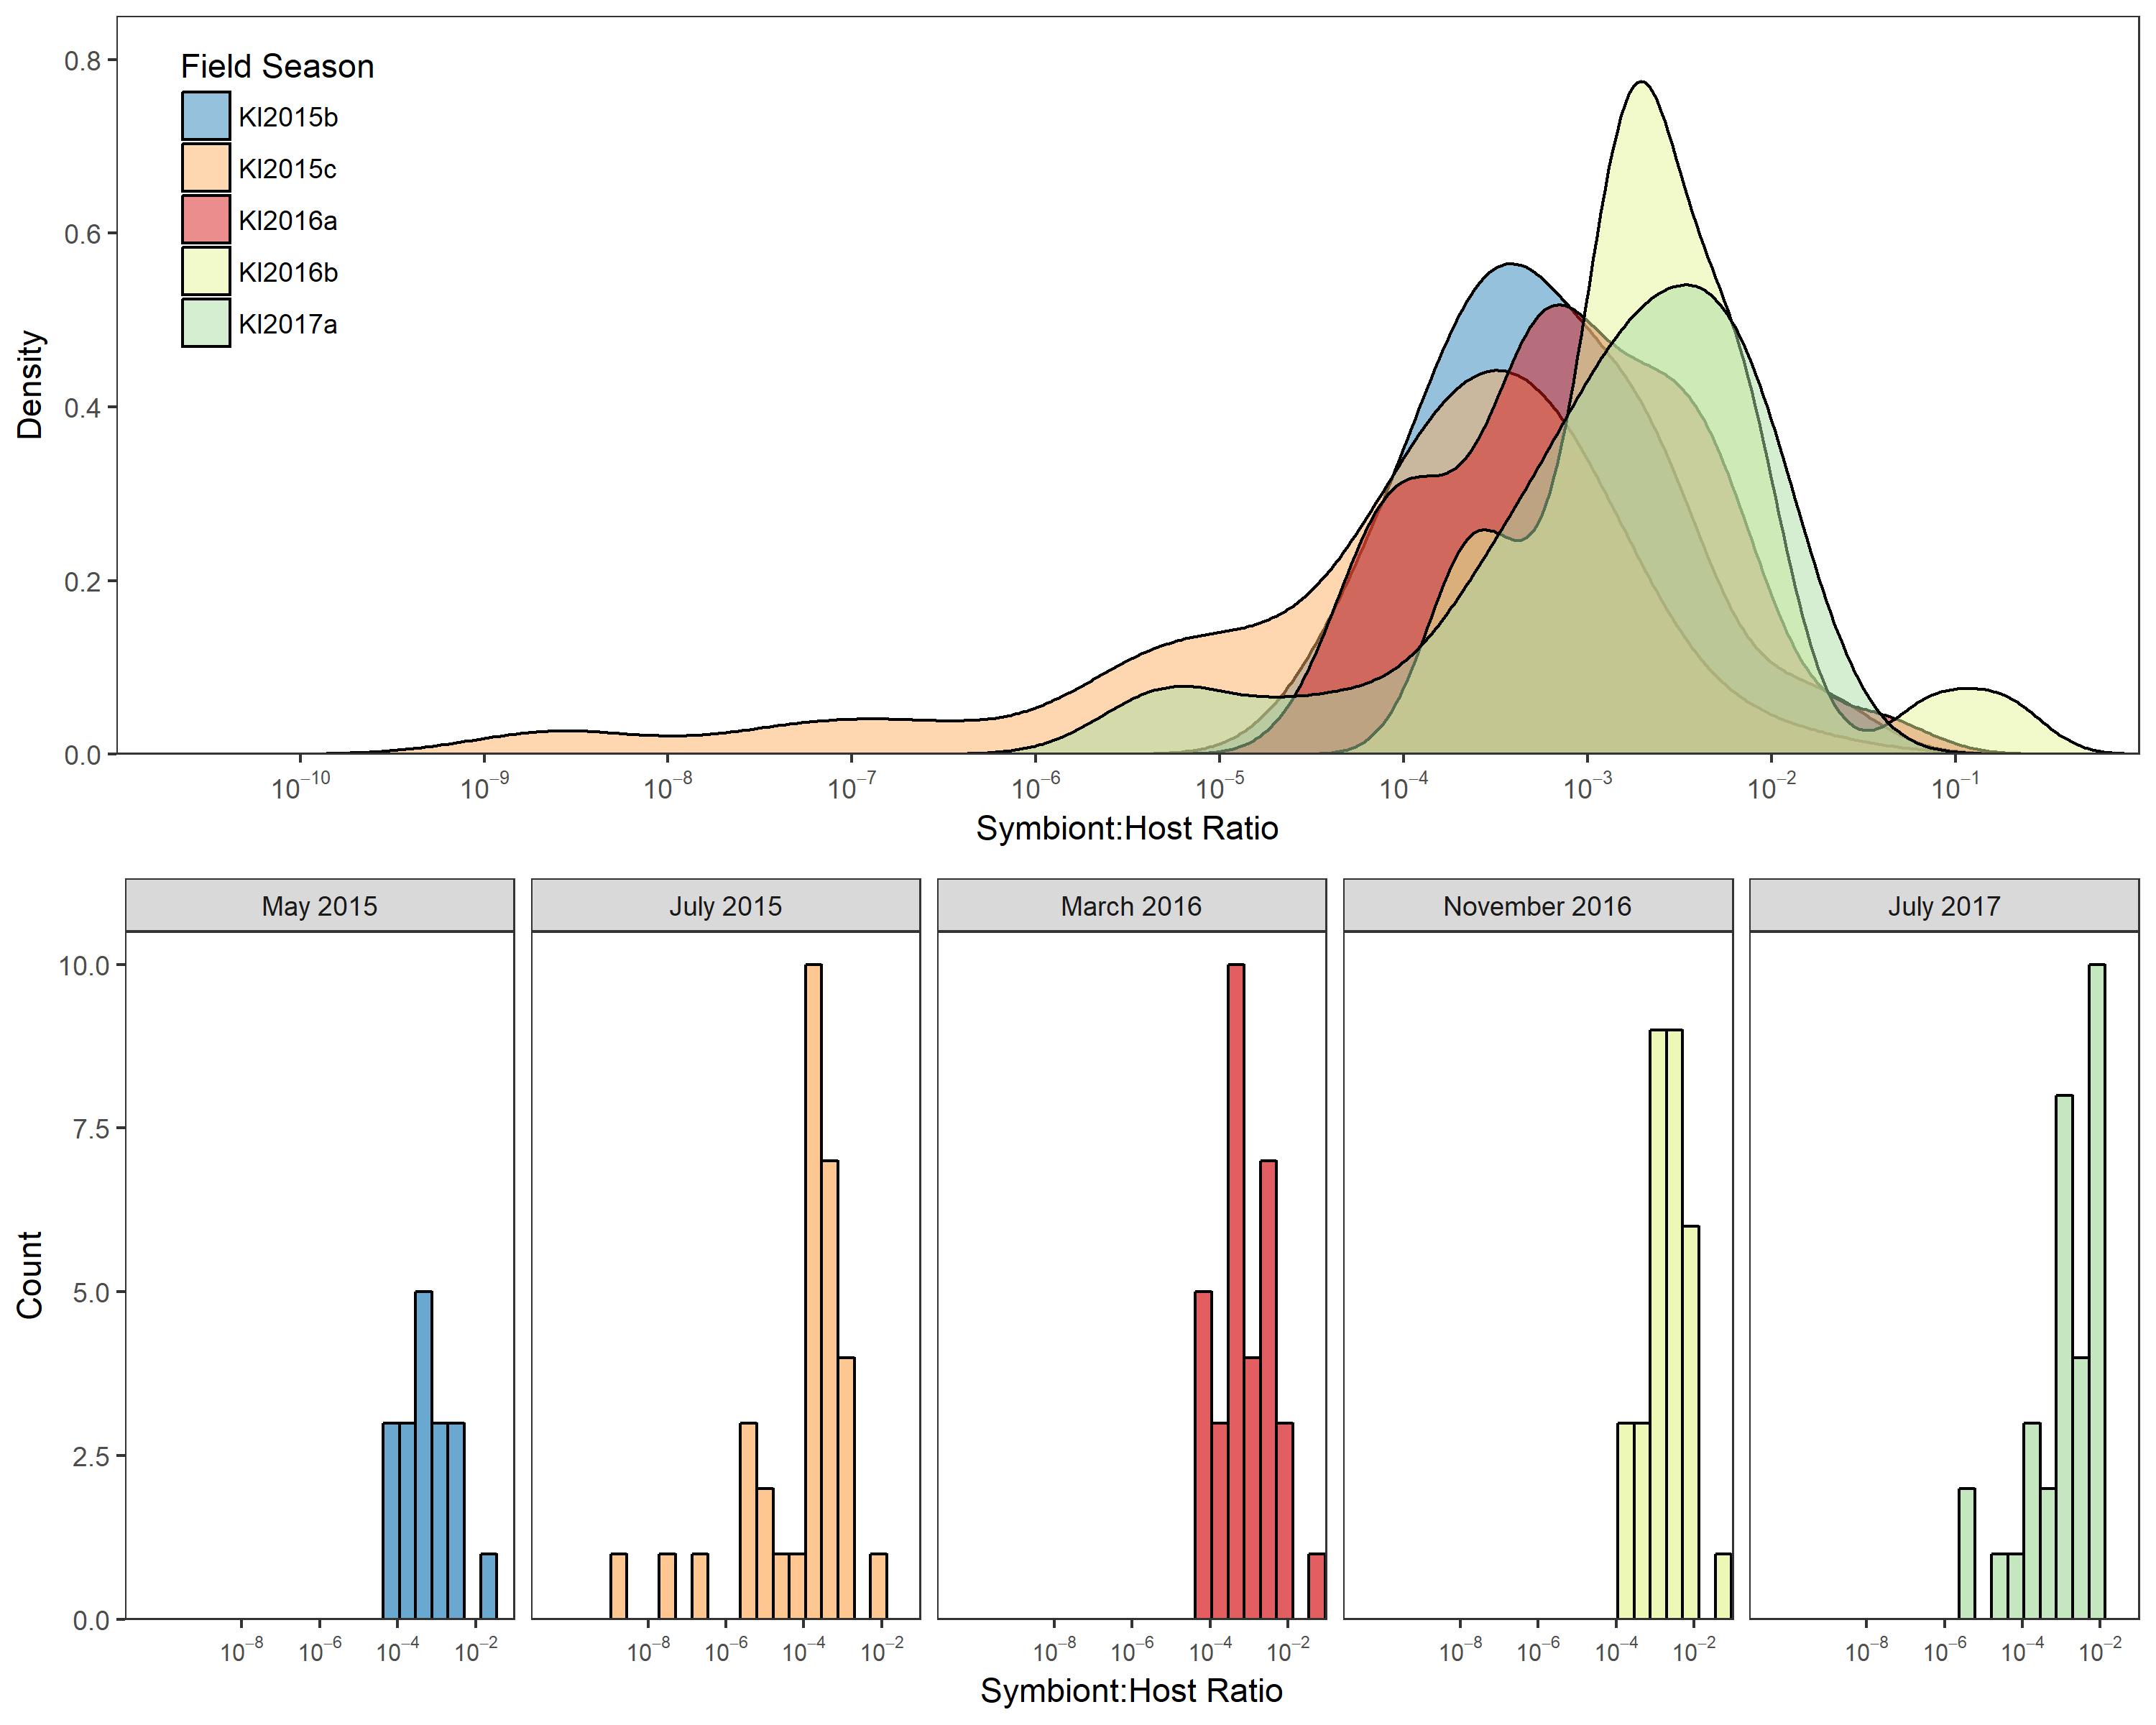 0.8
0.6
0.4
0.2
0.0
Density
Field Season
KI2015b
KI2015c
KI2016a
KI2016b
KI2017a
10⁻¹⁰ 10⁻⁹ 10⁻⁸ 10⁻⁷ 10⁻⁶ 10⁻⁵ 10⁻⁴ 10⁻³ 10⁻² 10⁻¹
Symbiont:Host Ratio
May 2015 July 2015 March 2016 November 2016 July 2017
10.0
7.5
5.0
2.5
0.0
Count
10⁻⁸ 10⁻⁶ 10⁻⁴ 10⁻² 10⁻⁸ 10⁻⁶ 10⁻⁴ 10⁻² 10⁻⁸ 10⁻⁶ 10⁻⁴ 10⁻² 10⁻⁸ 10⁻⁶ 10⁻⁴ 10⁻² 10⁻⁸ 10⁻⁶ 10⁻⁴ 10⁻²
Symbiont:Host Ratio